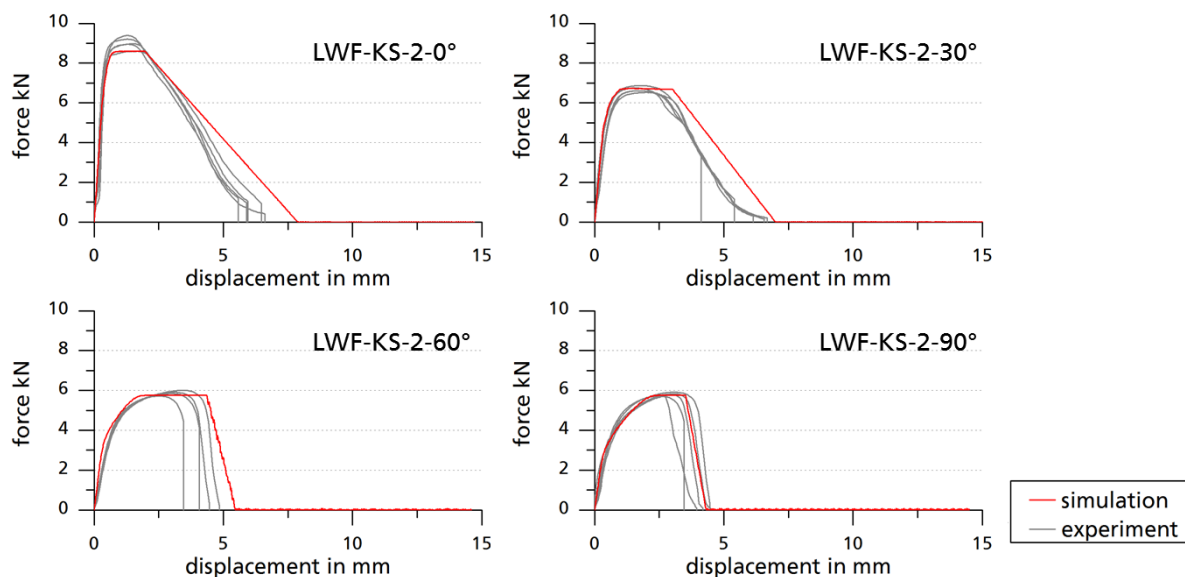 LWF-KS-2-0°
force kN
10
8
6
4
2
0
0
5
10
15
displacement in mm
LWF-KS-2-30°
force kN
10
8
6
4
2
0
0
5
10
15
displacement in mm
LWF-KS-2-60°
force kN
10
8
6
4
2
0
0
5
10
15
displacement in mm
LWF-KS-2-90°
force kN
10
8
6
4
2
0
0
5
10
15
displacement in mm
simulation
experiment